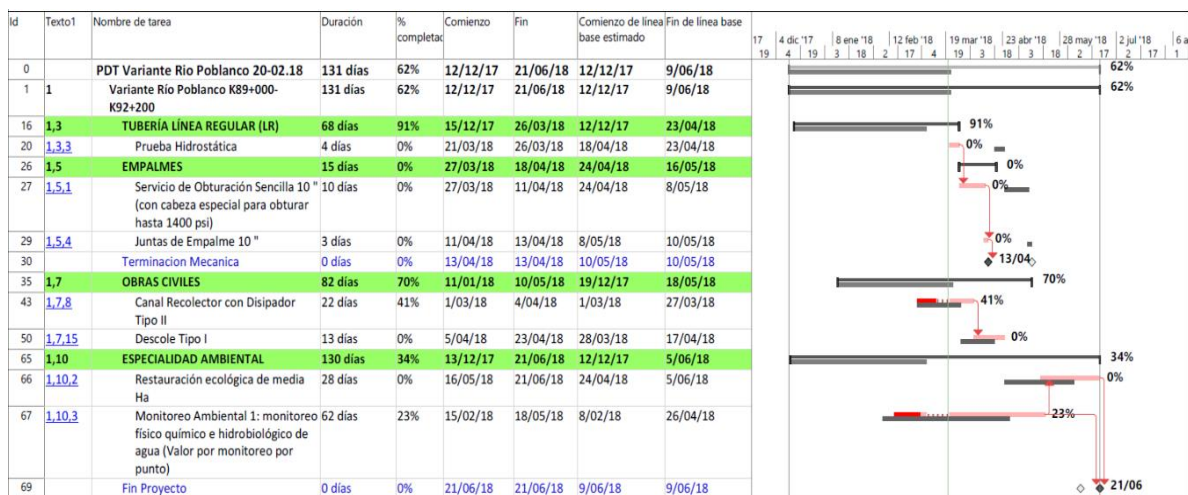 Id Texto1 Nombre de tarea Duración % Comienzo Fin Comienzo de línea Fin de línea base
completac base estimado
17 4 dic '17 8 ene '18 12 feb '18 19 mar '18 23 abr '18 28 may '18 2 jul '18 6 a
19 4 19 3 18 2 17 4 19 3 18 2 17 2 17 1
0 PDT Variante Rio Poblanco 20-02.18 131 días 62% 12/12/17 21/06/18 12/12/17 9/06/18 62%
1 1 Variante Río Poblanco K89+000- 131 días 62% 12/12/17 21/06/18 12/12/17 9/06/18 62%
K92+200
16 1,3 TUBERÍA LÍNEA REGULAR (LR) 68 días 91% 15/12/17 26/03/18 12/12/17 23/04/18 91%
20 1,3,3 Prueba Hidrostática 4 días 0% 21/03/18 26/03/18 18/04/18 23/04/18 0%
26 1,5 EMPALMES 15 días 0% 27/03/18 18/04/18 24/04/18 16/05/18 0%
27 1,5,1 Servicio de Obturación Sencilla 10 " 10 días 0% 27/03/18 11/04/18 24/04/18 8/05/18 0%
(con cabeza especial para obturar
hasta 1400 psi)
29 1,5,4 Juntas de Empalme 10 " 3 días 0% 11/04/18 13/04/18 8/05/18 10/05/18 0%
30 Terminacion Mecanica 0 días 0% 13/04/18 13/04/18 10/05/18 10/05/18 13/04
35 1,7 OBRAS CIVILES 82 días 70% 11/01/18 10/05/18 19/12/17 18/05/18 70%
43 1,7,8 Canal Recolector con Disipador 22 días 41% 1/03/18 4/04/18 1/03/18 27/03/18 41%
Tipo II
50 1,7,15 Descole Tipo I 13 días 0% 5/04/18 23/04/18 28/03/18 17/04/18 0%
65 1,10 ESPECIALIDAD AMBIENTAL 130 días 34% 13/12/17 21/06/18 12/12/17 5/06/18 34%
66 1,10,2 Restauración ecológica de media 28 días 0% 16/05/18 21/06/18 24/04/18 5/06/18 0%
Ha
67 1,10,3 Monitoreo Ambiental 1: monitoreo 62 días 23% 15/02/18 18/05/18 8/02/18 26/04/18 23%
físico químico e hidrobiológico de
agua (Valor por monitoreo por
punto)
69 Fin Proyecto 0 días 0% 21/06/18 21/06/18 9/06/18 9/06/18 21/06